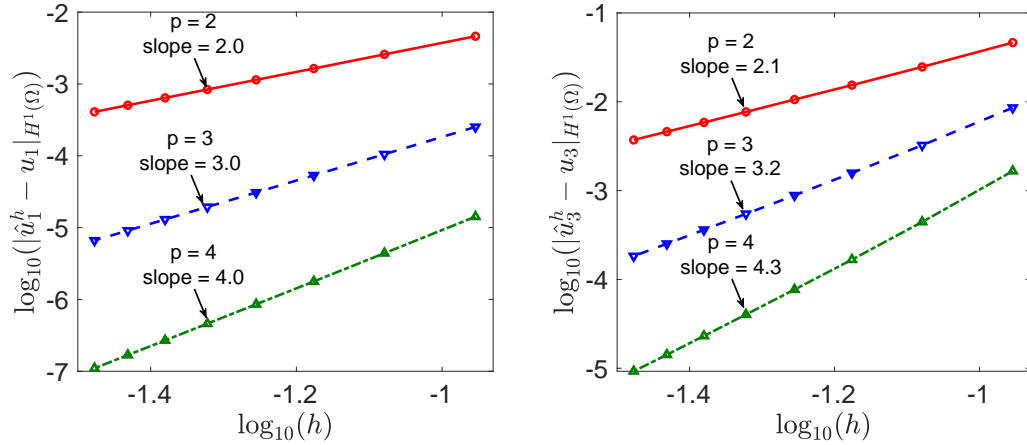 -2
-3
-4
-5
-6
-7
p = 2
slope = 2.0
p = 3
slope = 3.0
p = 4
slope = 4.0
-1.4
-1.2
-1
log₁₀(h)
log₁₀(|û₁ʰ − u₁|_{H¹(Ω)})
-1
-2
-3
-4
-5
p = 2
slope = 2.1
p = 3
slope = 3.2
p = 4
slope = 4.3
-1.4
-1.2
-1
log₁₀(h)
log₁₀(|û₃ʰ − u₃|_{H¹(Ω)})